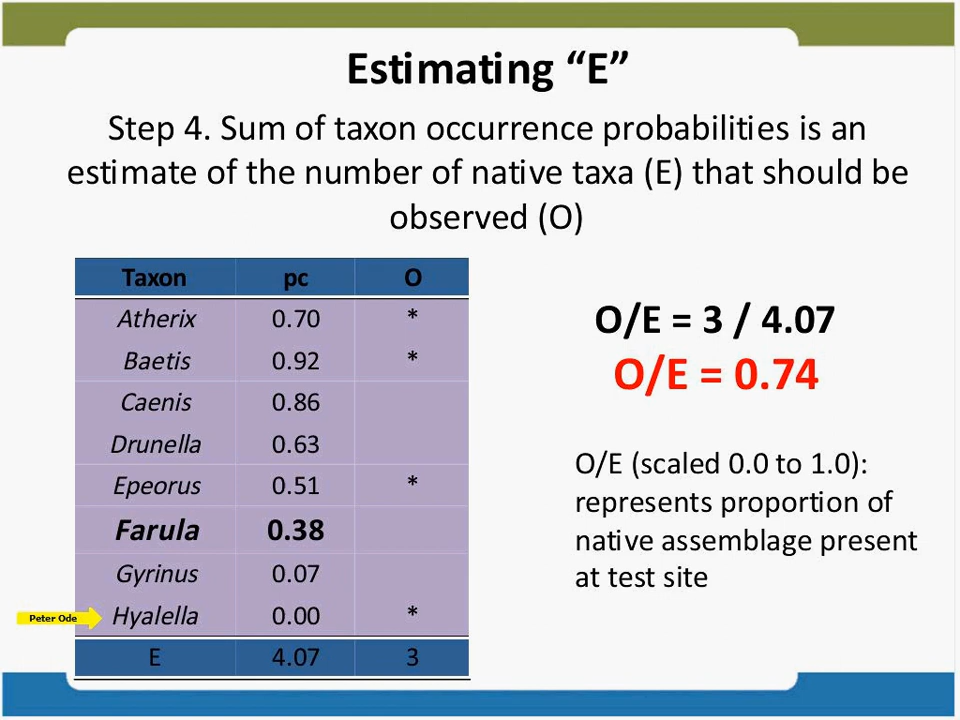 Estimating “E”
Step 4. Sum of taxon occurrence probabilities is an
estimate of the number of native taxa (E) that should be
observed (O)
Taxon pc O
Atherix 0.70 *
Baetis 0.92 *
Caenis 0.86
Drunella 0.63
Epeorus 0.51 *
Farula 0.38
Gyrinus 0.07
Peter Ode Hyalella 0.00 *
E 4.07 3
O/E = 3 / 4.07
O/E = 0.74
O/E (scaled 0.0 to 1.0):
represents proportion of
native assemblage present
at test site